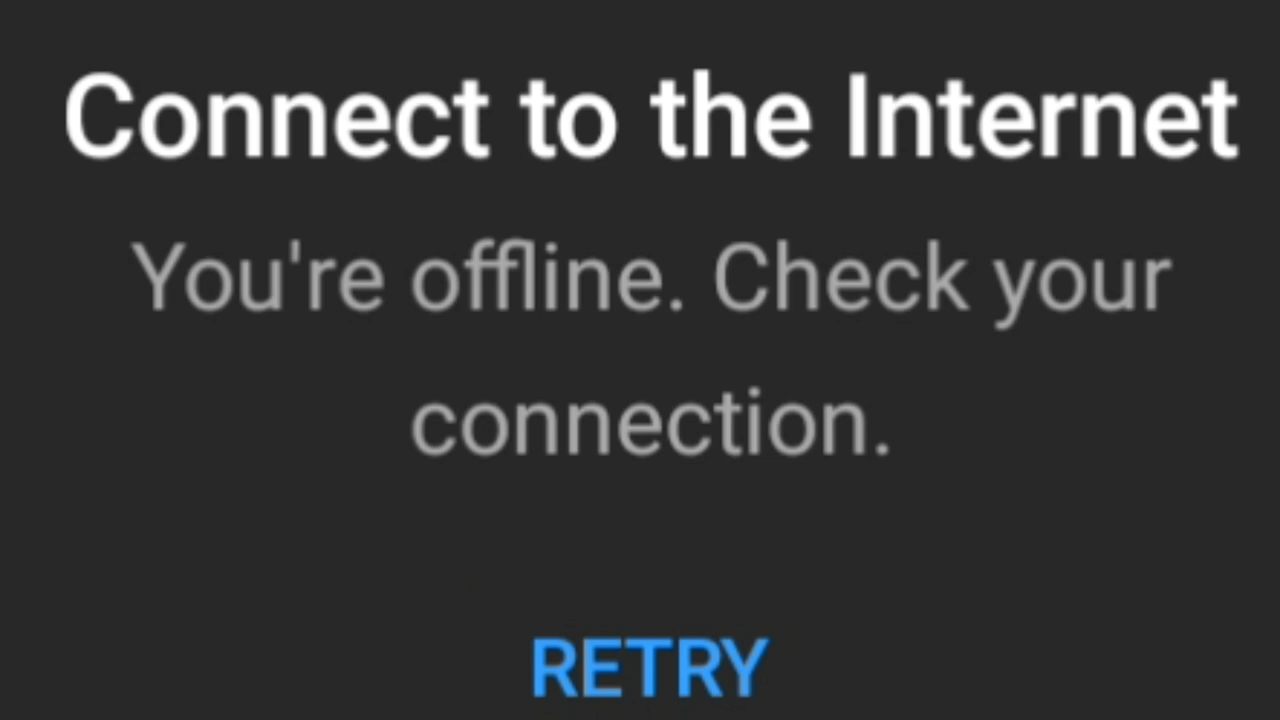 Connect to the Internet
You're offline. Check your
connection.
RETRY